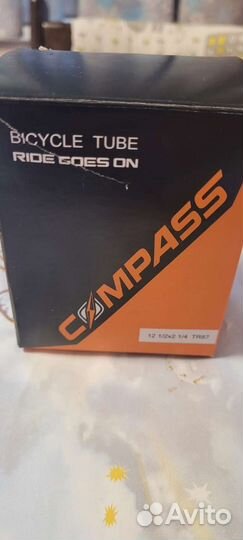 BICYCLE TUBE
RIDE GOES ON
COMPASS
12 1/2x2 1/4 TR87
Avito